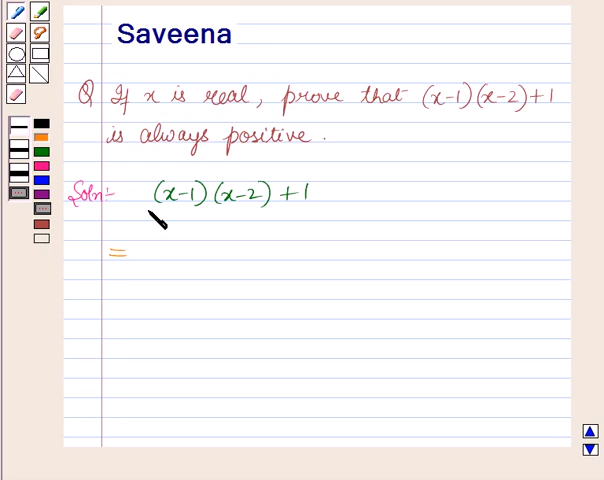 Saveena
Q If x is real, prove that (x-1)(x-2)+1
is always positive.
Soln:- (x-1)(x-2)+1
=